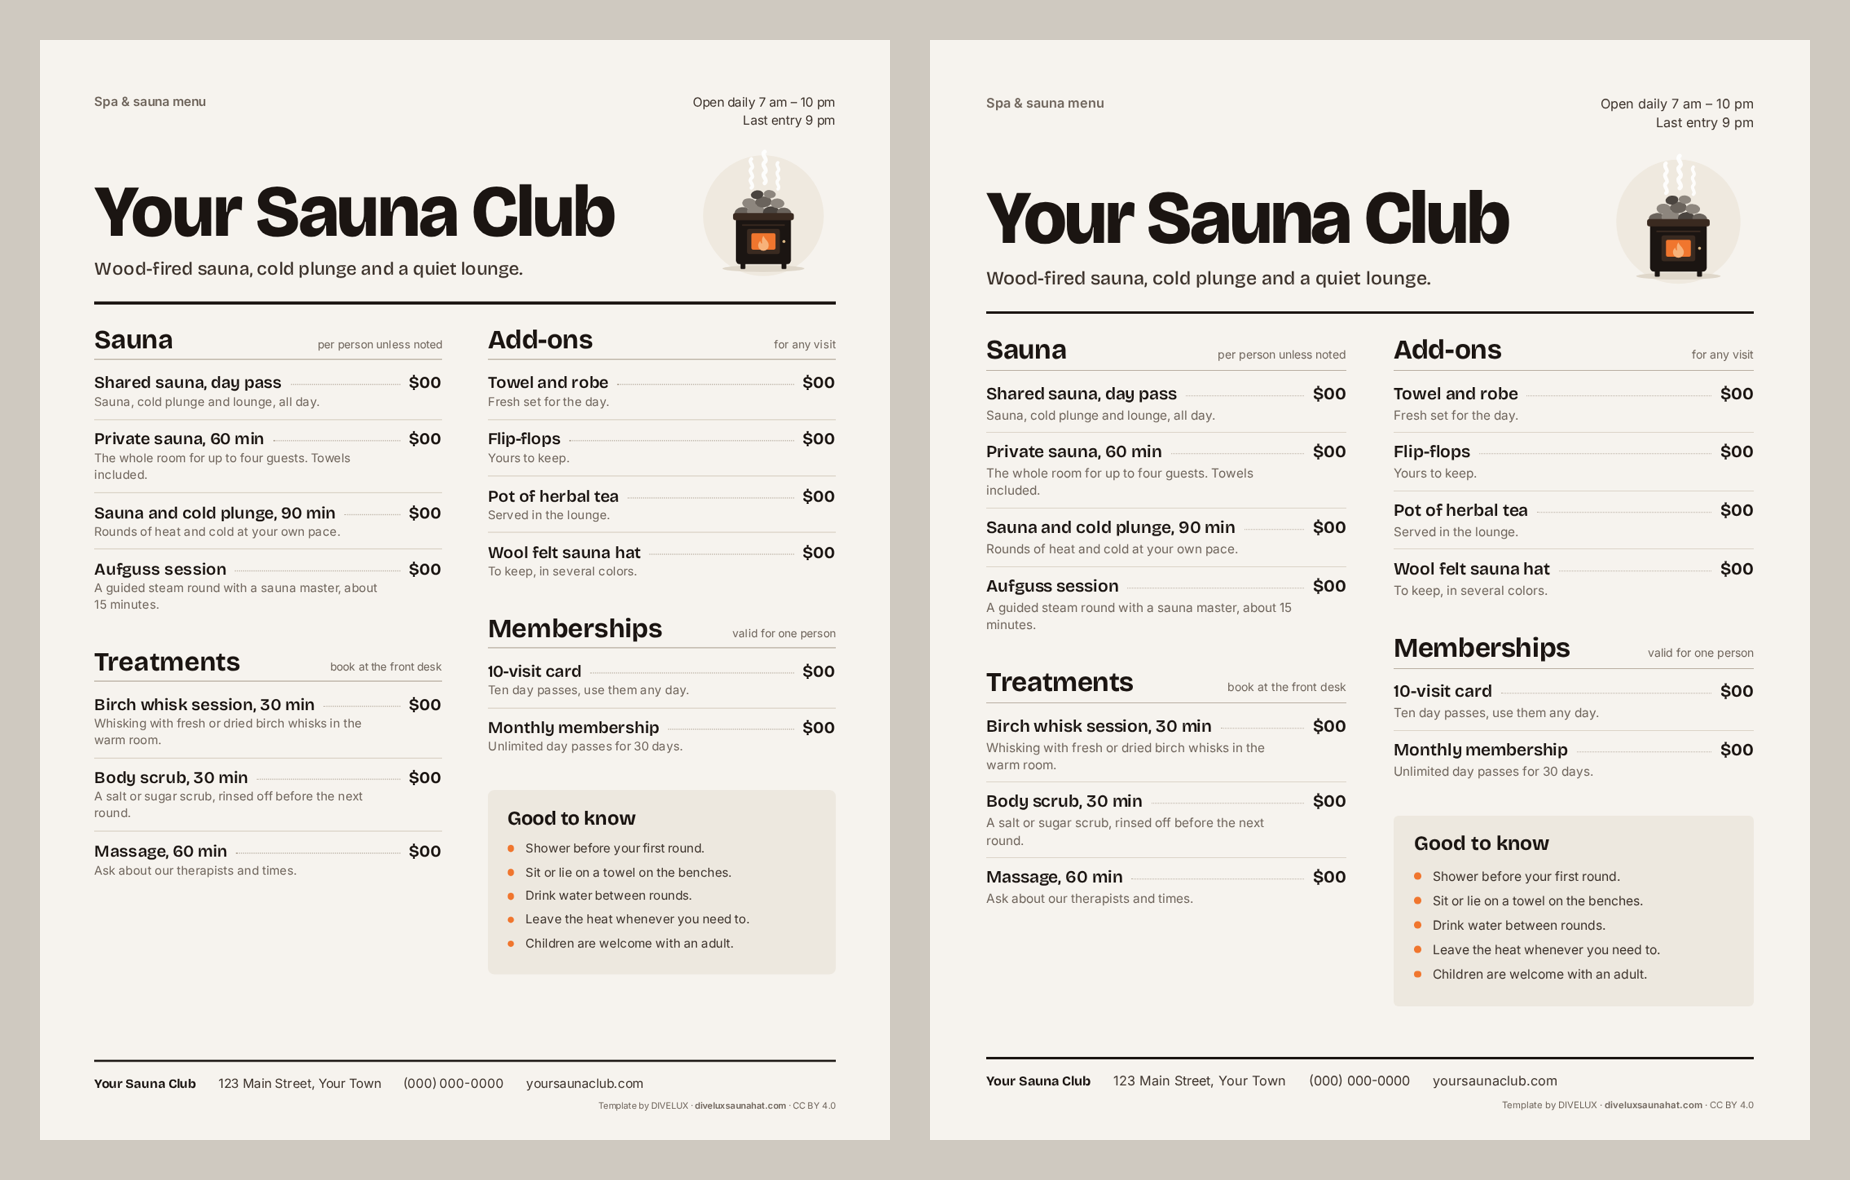 Spa & sauna menu
Open daily 7 am – 10 pm
Last entry 9 pm
Your Sauna Club
Wood-fired sauna, cold plunge and a quiet lounge.
Sauna per person unless noted
Shared sauna, day pass $00
Sauna, cold plunge and lounge, all day.
Private sauna, 60 min $00
The whole room for up to four guests. Towels
included.
Sauna and cold plunge, 90 min $00
Rounds of heat and cold at your own pace.
Aufguss session $00
A guided steam round with a sauna master, about
15 minutes.
Treatments book at the front desk
Birch whisk session, 30 min $00
Whisking with fresh or dried birch whisks in the
warm room.
Body scrub, 30 min $00
A salt or sugar scrub, rinsed off before the next
round.
Massage, 60 min $00
Ask about our therapists and times.
Add-ons for any visit
Towel and robe $00
Fresh set for the day.
Flip-flops $00
Yours to keep.
Pot of herbal tea $00
Served in the lounge.
Wool felt sauna hat $00
To keep, in several colors.
Memberships valid for one person
10-visit card $00
Ten day passes, use them any day.
Monthly membership $00
Unlimited day passes for 30 days.
Good to know
Shower before your first round.
Sit or lie on a towel on the benches.
Drink water between rounds.
Leave the heat whenever you need to.
Children are welcome with an adult.
Your Sauna Club 123 Main Street, Your Town (000) 000-0000 yoursaunaclub.com
Template by DIVELUX · diveluxsaunahat.com · CC BY 4.0
Spa & sauna menu
Open daily 7 am – 10 pm
Last entry 9 pm
Your Sauna Club
Wood-fired sauna, cold plunge and a quiet lounge.
Sauna per person unless noted
Shared sauna, day pass $00
Sauna, cold plunge and lounge, all day.
Private sauna, 60 min $00
The whole room for up to four guests. Towels
included.
Sauna and cold plunge, 90 min $00
Rounds of heat and cold at your own pace.
Aufguss session $00
A guided steam round with a sauna master, about 15
minutes.
Treatments book at the front desk
Birch whisk session, 30 min $00
Whisking with fresh or dried birch whisks in the
warm room.
Body scrub, 30 min $00
A salt or sugar scrub, rinsed off before the next
round.
Massage, 60 min $00
Ask about our therapists and times.
Add-ons for any visit
Towel and robe $00
Fresh set for the day.
Flip-flops $00
Yours to keep.
Pot of herbal tea $00
Served in the lounge.
Wool felt sauna hat $00
To keep, in several colors.
Memberships valid for one person
10-visit card $00
Ten day passes, use them any day.
Monthly membership $00
Unlimited day passes for 30 days.
Good to know
Shower before your first round.
Sit or lie on a towel on the benches.
Drink water between rounds.
Leave the heat whenever you need to.
Children are welcome with an adult.
Your Sauna Club 123 Main Street, Your Town (000) 000-0000 yoursaunaclub.com
Template by DIVELUX · diveluxsaunahat.com · CC BY 4.0